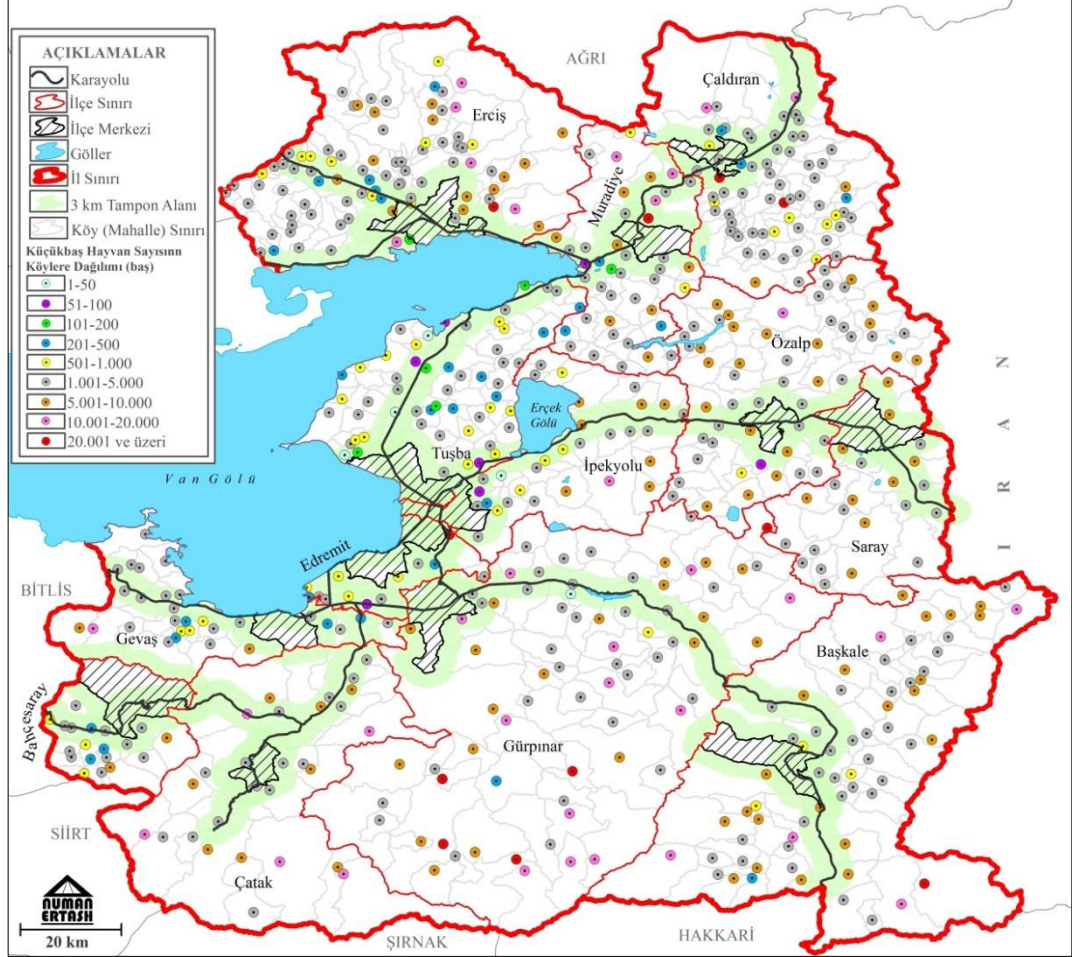 AÇIKLAMALAR
Karayolu
İlçe Sınırı
İlçe Merkezi
Göller
İl Sınırı
3 km Tampon Alanı
Köy (Mahalle) Sınırı
Küçükbaş Hayvan Sayısınn
Köylere Dağılımı (baş)
1-50
51-100
101-200
201-500
501-1.000
1.001-5.000
5.001-10.000
10.001-20.000
20.001 ve üzeri
AĞRI
Çaldıran
Erciş
Muradiye
Özalp
Erçek
Gölü
Tuşba
İpekyolu
Van Gölü
İRAN
Saray
Edremit
BİTLİS
Gevaş
Başkale
Bahçesaray
Gürpınar
SİİRT
Çatak
NUMAN
ERTASH
20 km
ŞIRNAK
HAKKARİ